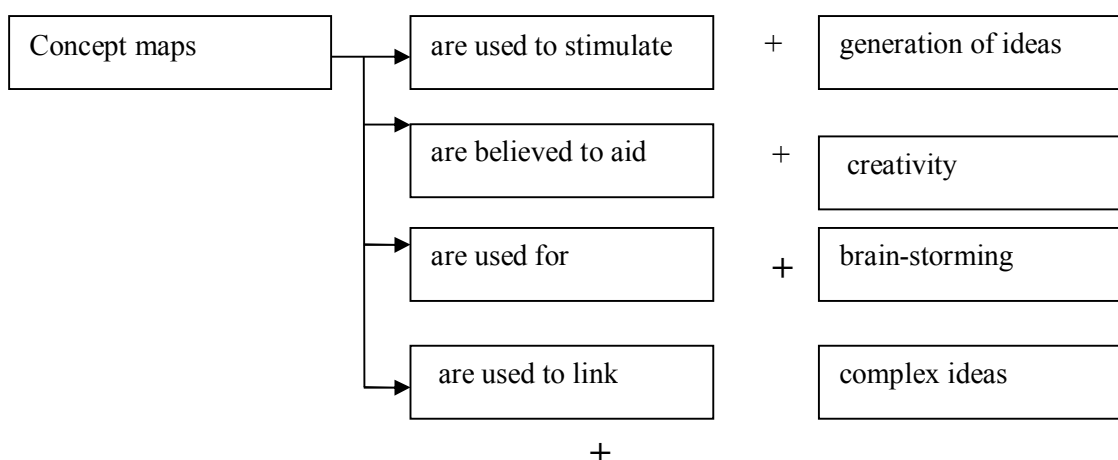 Concept maps
are used to stimulate + generation of ideas
are believed to aid + creativity
are used for + brain-storming
are used to link complex ideas
+